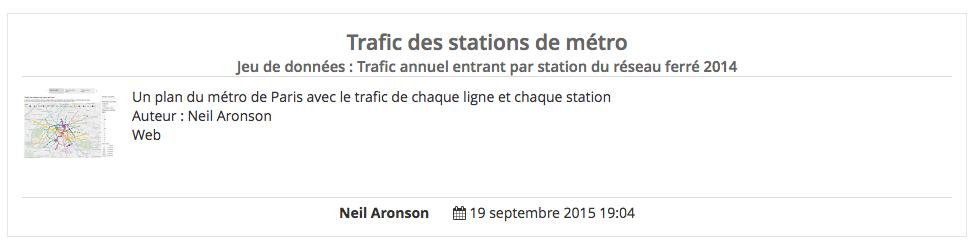 Trafic des stations de métro
Jeu de données : Trafic annuel entrant par station du réseau ferré 2014
Un plan du métro de Paris avec le trafic de chaque ligne et chaque station
Auteur : Neil Aronson
Web
Neil Aronson 19 septembre 2015 19:04